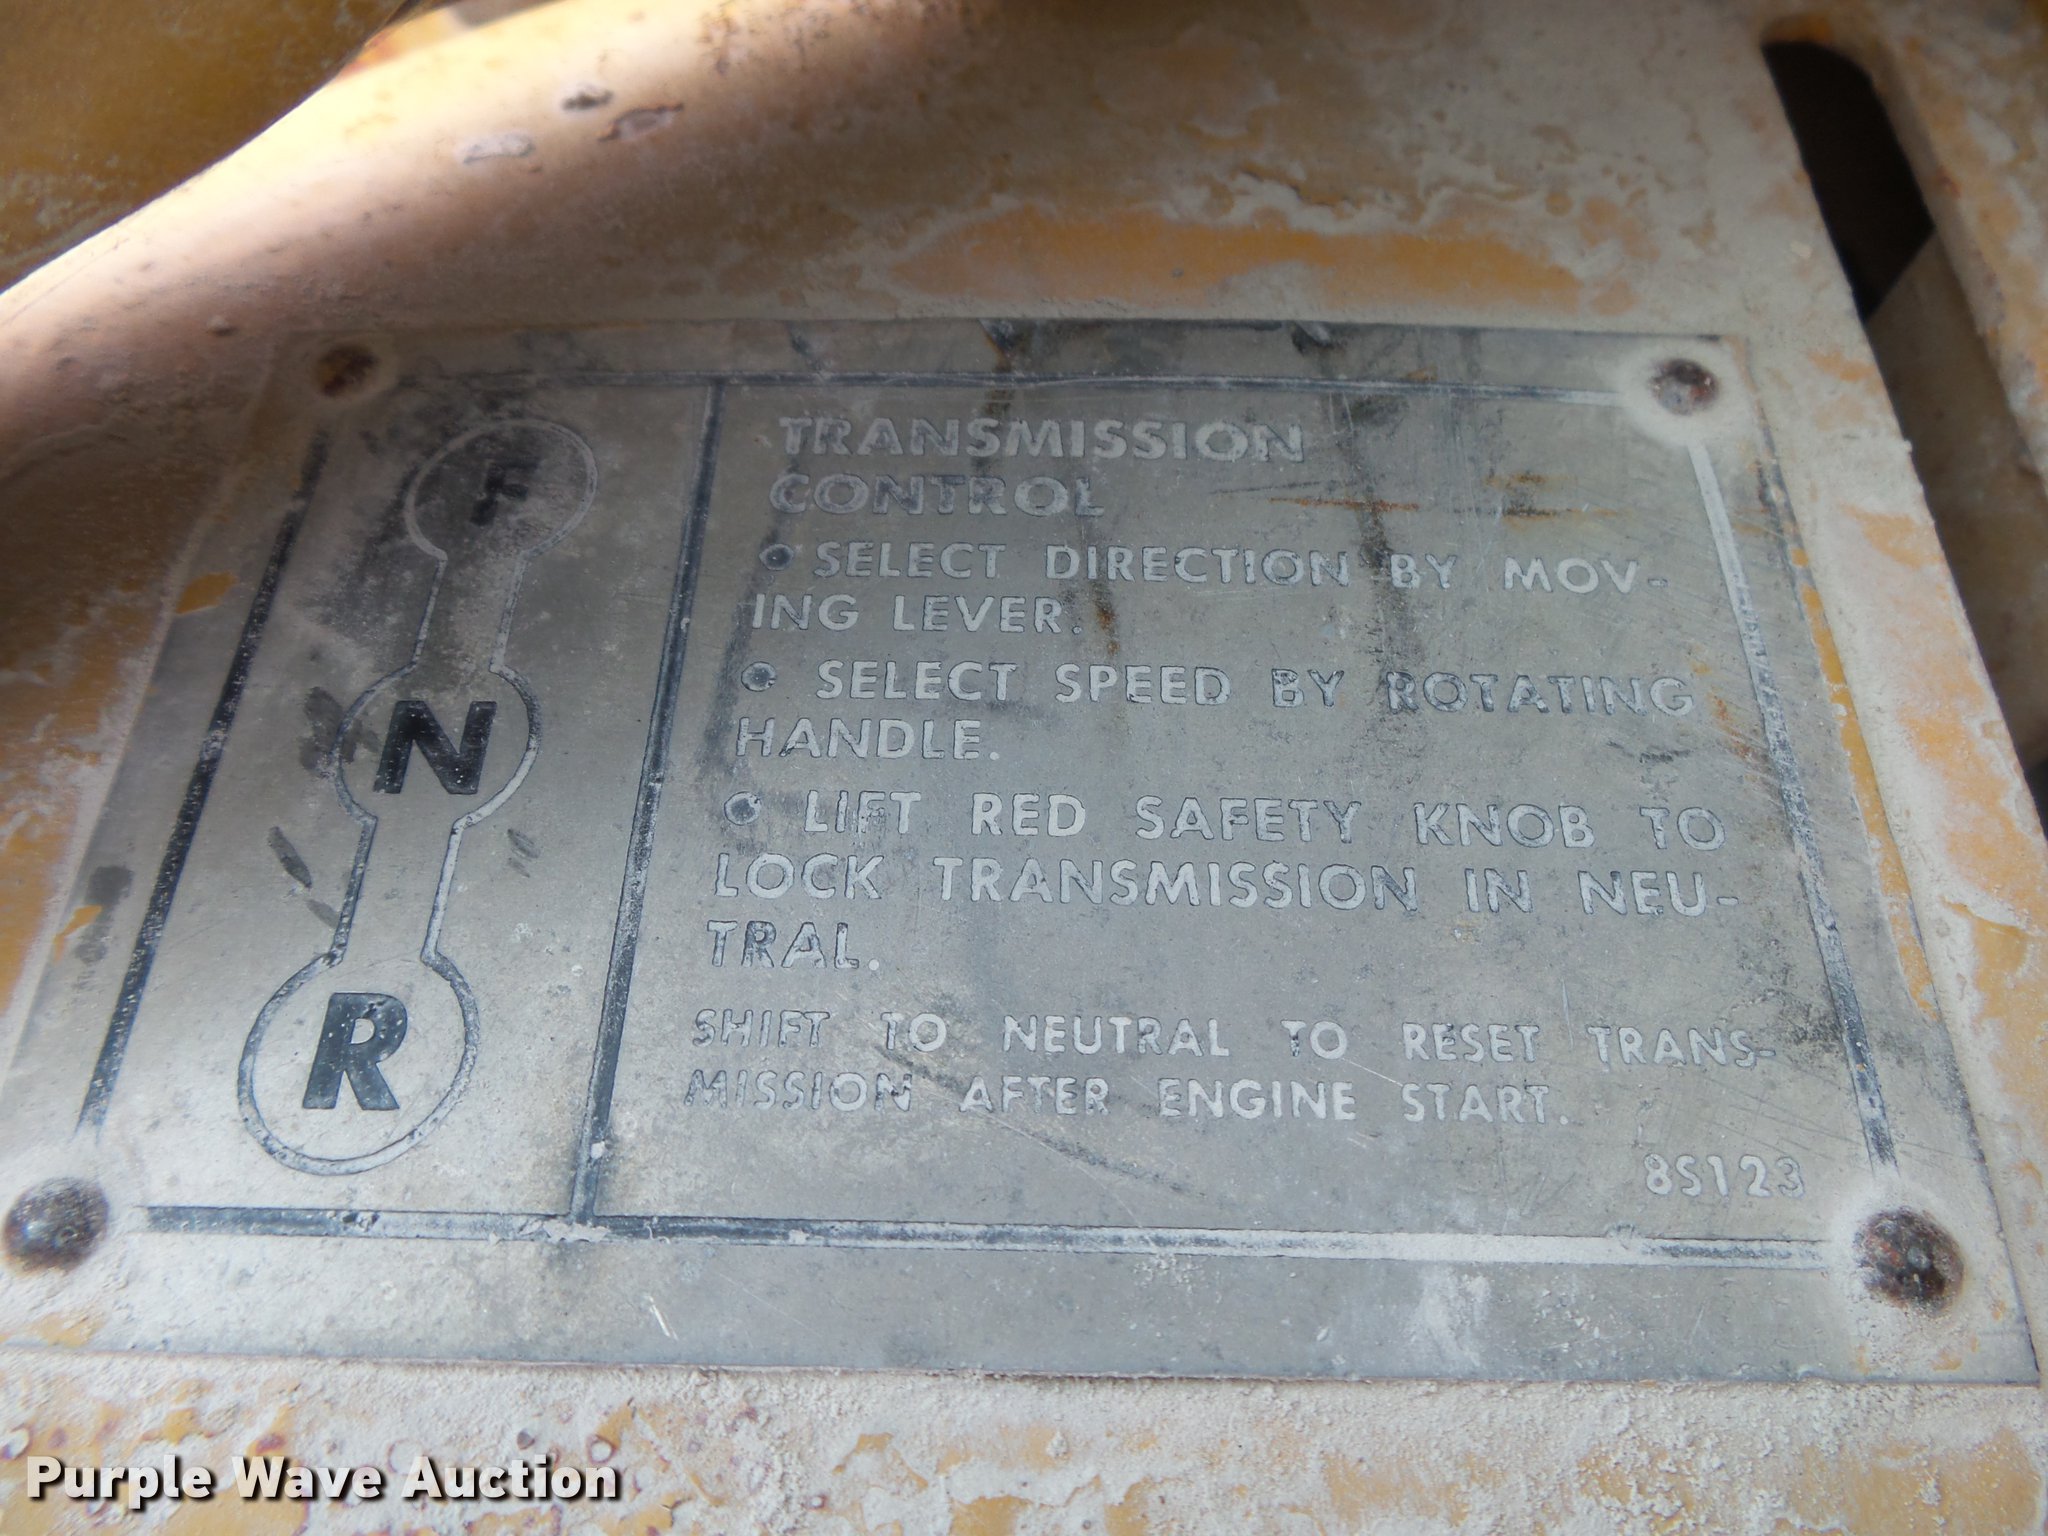 F
N
R
TRANSMISSION
CONTROL
• SELECT DIRECTION BY MOV-
ING LEVER.
• SELECT SPEED BY ROTATING
HANDLE.
• LIFT RED SAFETY KNOB TO
LOCK TRANSMISSION IN NEU-
TRAL.
SHIFT TO NEUTRAL TO RESET TRANS-
MISSION AFTER ENGINE START.
8S123
Purple Wave Auction